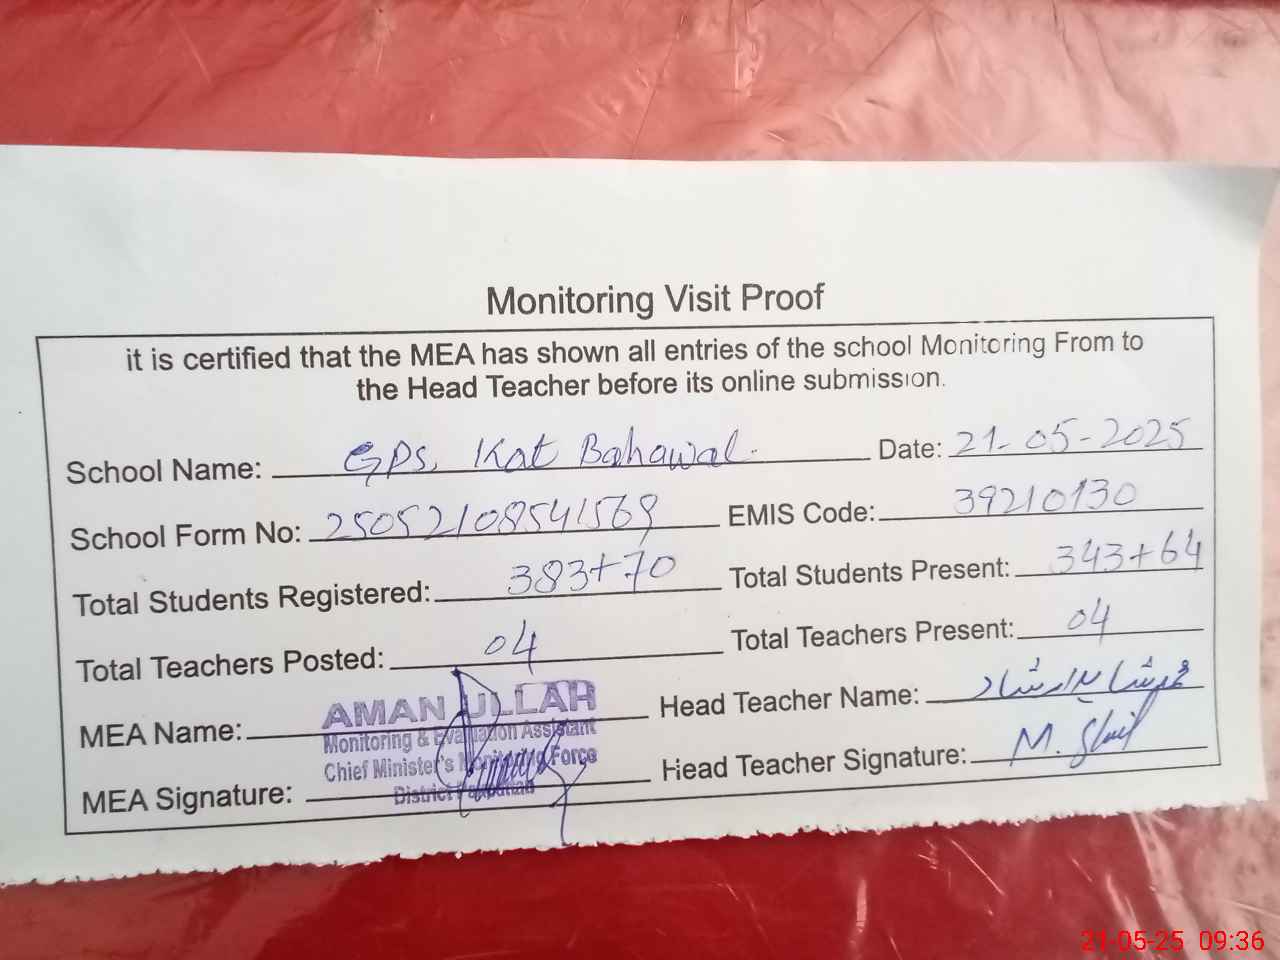 Monitoring Visit Proof
it is certified that the MEA has shown all entries of the school Monitoring From to
the Head Teacher before its online submission.
School Name: GPS, Kot Bahawal. Date: 21-05-2025
School Form No: 25052108541569 EMIS Code: 39210130
Total Students Registered: 383+70 Total Students Present: 343+64
Total Teachers Posted: 04 Total Teachers Present: 04
MEA Name: AMAN ULLAH Head Teacher Name:
Monitoring & Evaluation Assistant
Chief Minister's Monitoring Force
MEA Signature: District Head Teacher Signature: M.
21-05-25 09:36